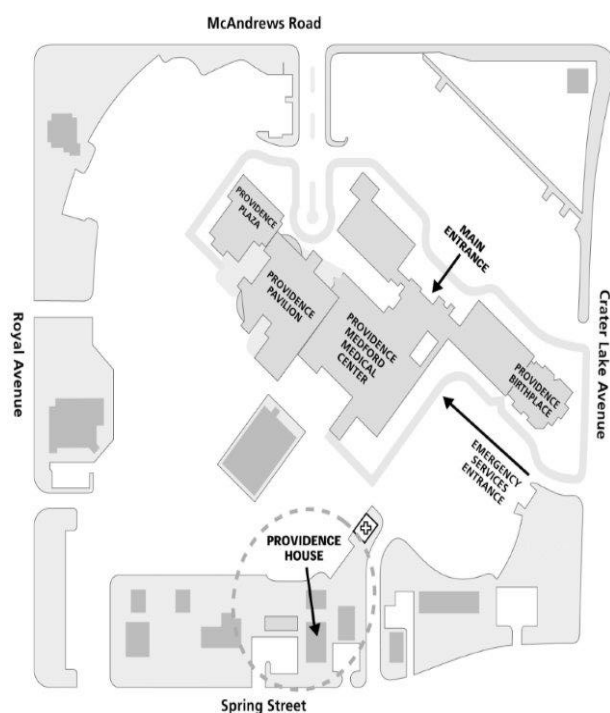 McAndrews Road
PROVIDENCE
PLAZA
MAIN
ENTRANCE
PROVIDENCE
PAVILION
PROVIDENCE
MEDFORD
MEDICAL
CENTER
PROVIDENCE
BIRTHPLACE
Royal Avenue
Crater Lake Avenue
EMERGENCY
SERVICES
ENTRANCE
PROVIDENCE
HOUSE
Spring Street